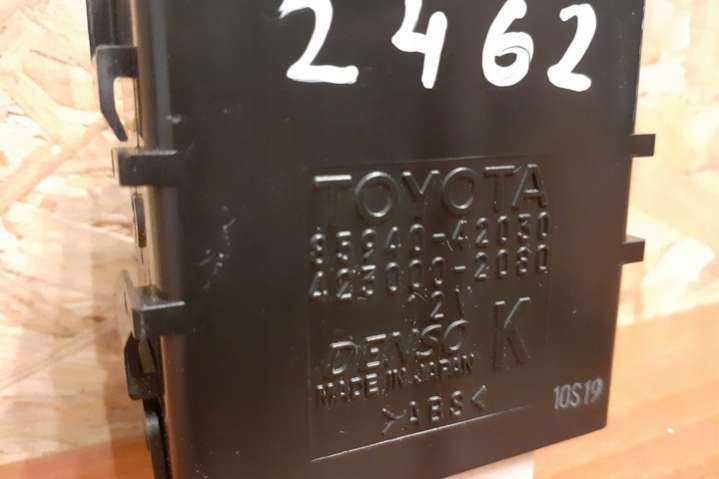 2462
TOYOTA
85940-42030
423000-2080
12V
DENSO K
MADE IN JAPAN
>ABS<
10S19